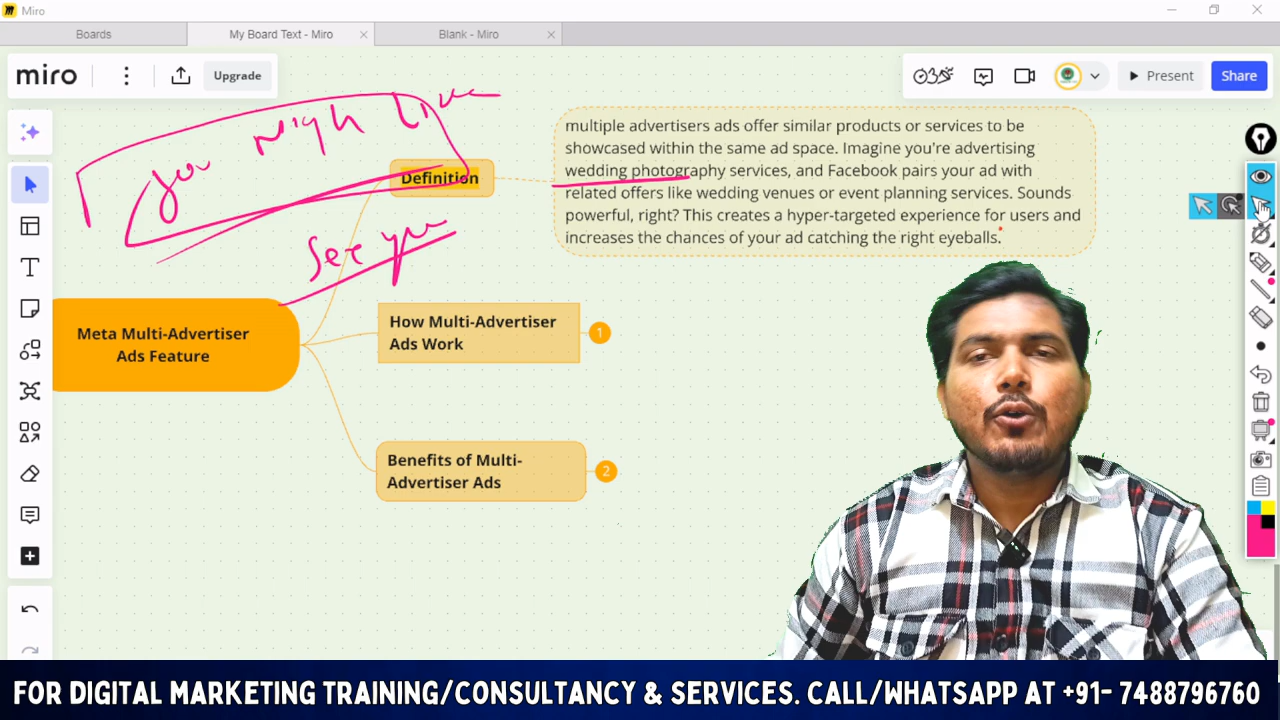 Miro
Boards
My Board Text - Miro
Blank - Miro
miro
Upgrade
Present
Share
you might like
See you
Definition
multiple advertisers ads offer similar products or services to be
showcased within the same ad space. Imagine you're advertising
wedding photography services, and Facebook pairs your ad with
related offers like wedding venues or event planning services. Sounds
powerful, right? This creates a hyper-targeted experience for users and
increases the chances of your ad catching the right eyeballs.
Meta Multi-Advertiser
Ads Feature
How Multi-Advertiser
Ads Work
1
Benefits of Multi-
Advertiser Ads
2
FOR DIGITAL MARKETING TRAINING/CONSULTANCY & SERVICES. CALL/WHATSAPP AT +91- 7488796760